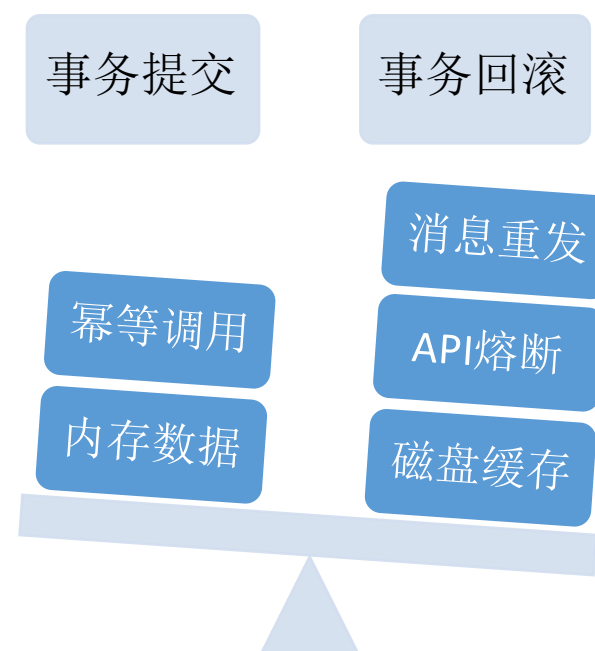 事务提交
事务回滚
幂等调用
内存数据
消息重发
API熔断
磁盘缓存